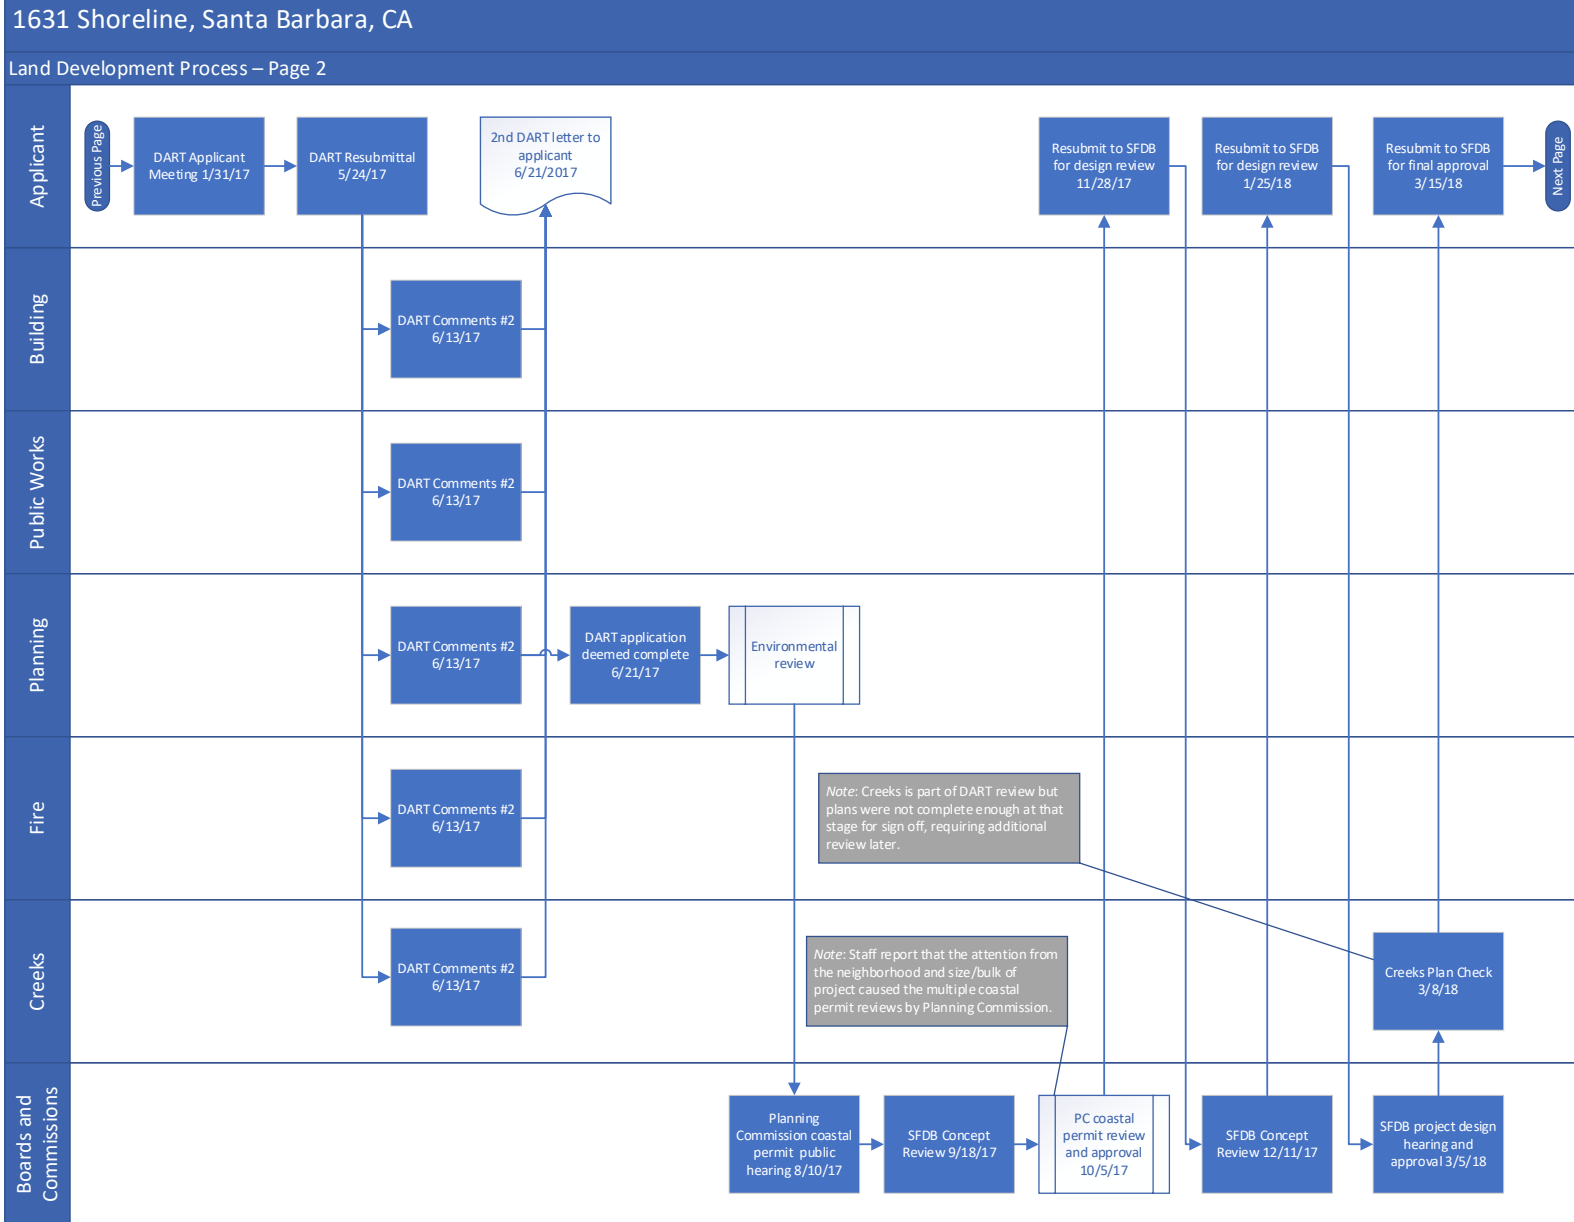 1631 Shoreline, Santa Barbara, CA
Land Development Process – Page 2
Applicant
Previous Page
DART Applicant
Meeting 1/31/17
DART Resubmittal
5/24/17
2nd DART letter to
applicant
6/21/2017
Resubmit to SFDB
for design review
11/28/17
Resubmit to SFDB
for design review
1/25/18
Resubmit to SFDB
for final approval
3/15/18
Next Page
Building
DART Comments #2
6/13/17
Public Works
DART Comments #2
6/13/17
Planning
DART Comments #2
6/13/17
DART application
deemed complete
6/21/17
Environmental
review
Fire
DART Comments #2
6/13/17
Note: Creeks is part of DART review but
plans were not complete enough at that
stage for sign off, requiring additional
review later.
Creeks
DART Comments #2
6/13/17
Note: Staff report that the attention from
the neighborhood and size/bulk of
project caused the multiple coastal
permit reviews by Planning Commission.
Creeks Plan Check
3/8/18
Boards and
Commissions
Planning
Commission coastal
permit public
hearing 8/10/17
SFDB Concept
Review 9/18/17
PC coastal
permit review
and approval
10/5/17
SFDB Concept
Review 12/11/17
SFDB project design
hearing and
approval 3/5/18